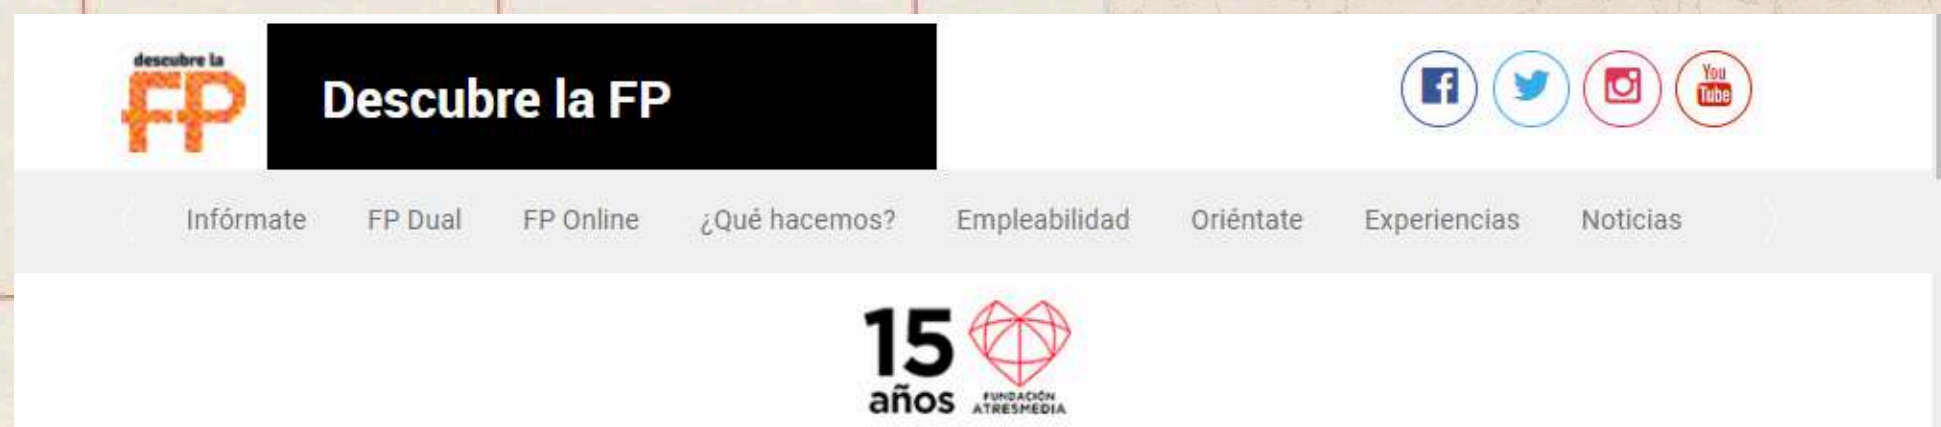 descubre la
FP
Descubre la FP
You
Tube
Infórmate FP Dual FP Online ¿Qué hacemos? Empleabilidad Oriéntate Experiencias Noticias
15
años
FUNDACIÓN
ATRESMEDIA